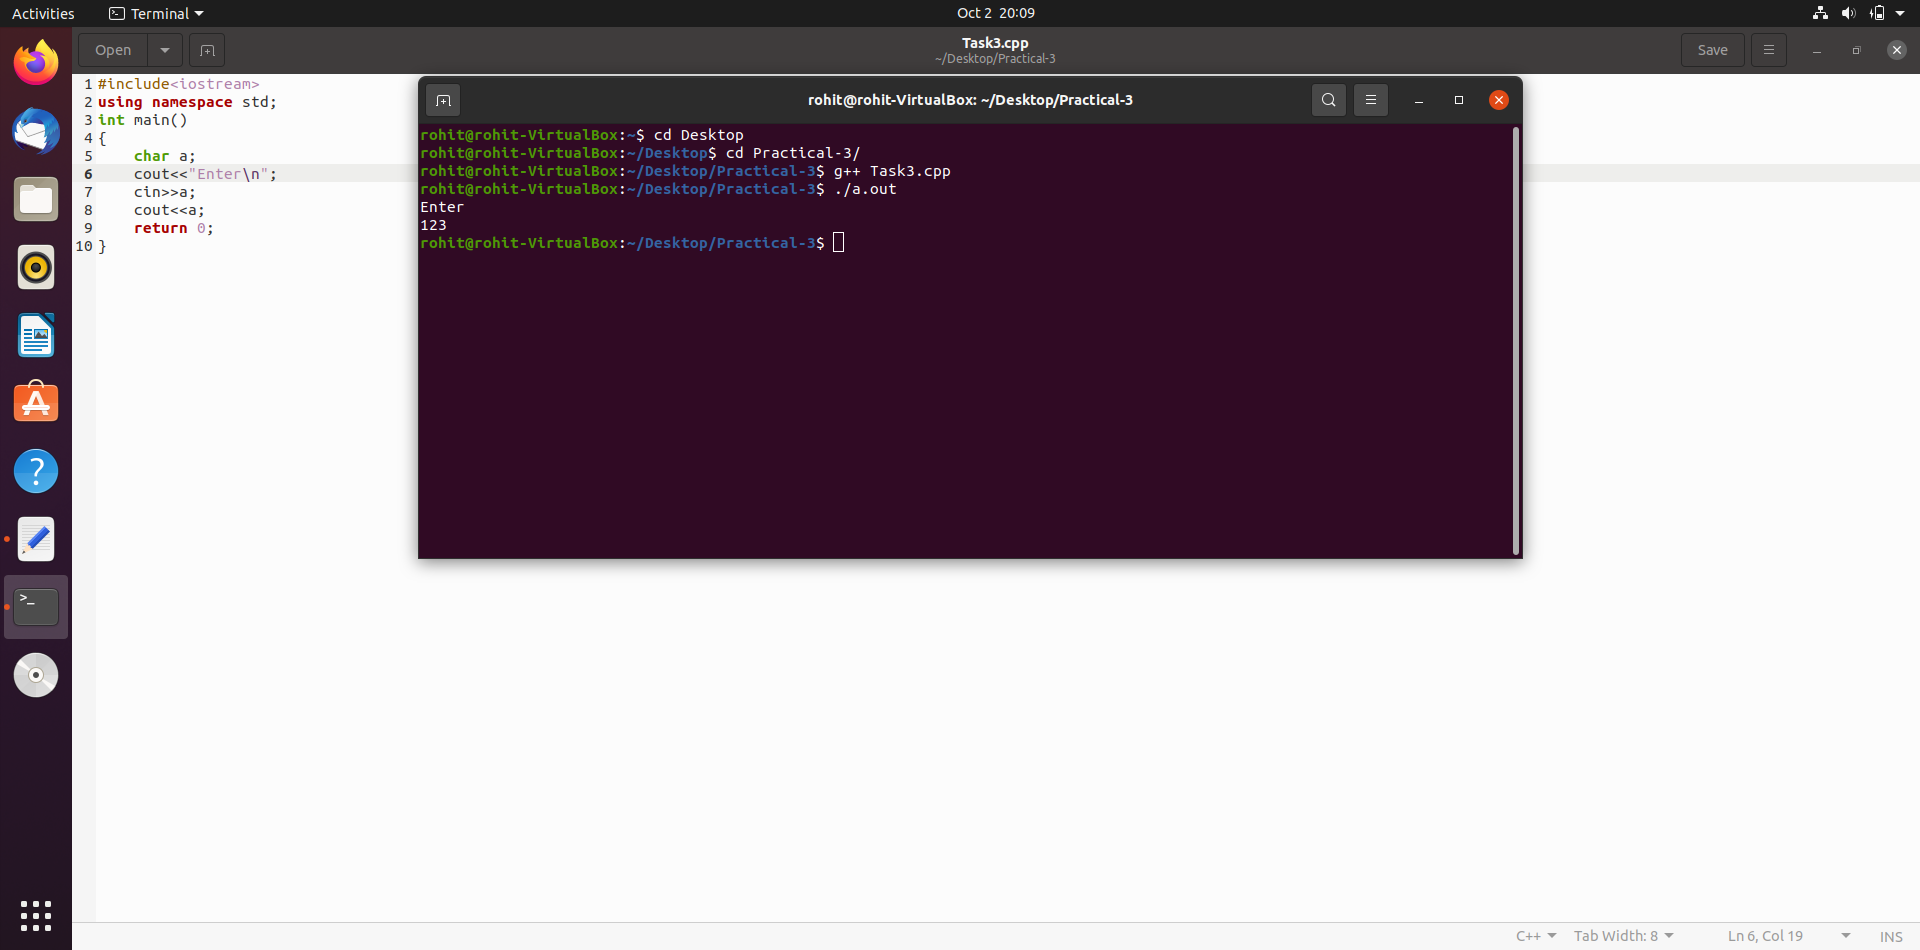 Activities
Terminal
Oct 2 20:09
Open
Task3.cpp
~/Desktop/Practical-3
Save
1 #include<iostream>
2 using namespace std;
3 int main()
4 {
5     char a;
6     cout<<"Enter\n";
7     cin>>a;
8     cout<<a;
9     return 0;
10 }
rohit@rohit-VirtualBox: ~/Desktop/Practical-3
rohit@rohit-VirtualBox:~$ cd Desktop
rohit@rohit-VirtualBox:~/Desktop$ cd Practical-3/
rohit@rohit-VirtualBox:~/Desktop/Practical-3$ g++ Task3.cpp
rohit@rohit-VirtualBox:~/Desktop/Practical-3$ ./a.out
Enter
123
rohit@rohit-VirtualBox:~/Desktop/Practical-3$
C++
Tab Width: 8
Ln 6, Col 19
INS